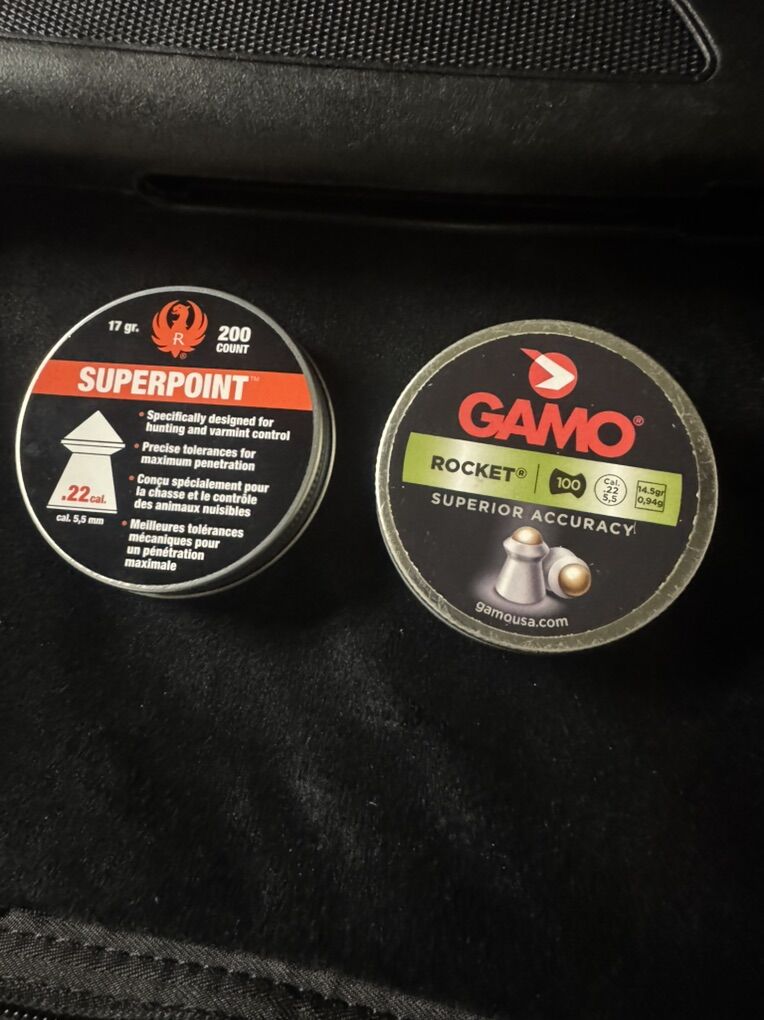 17 gr.
R
®
200
COUNT
SUPERPOINT™
• Specifically designed for
hunting and varmint control
• Precise tolerances for
maximum penetration
• Conçu spécialement pour
la chasse et le contrôle
des animaux nuisibles
• Meilleures tolérances
mécaniques pour
un pénétration
maximale
.22 cal.
cal. 5,5 mm
GAMO®
ROCKET®
100
Cal.
.22
5,5
14.5gr
0,94g
SUPERIOR ACCURACY
gamousa.com